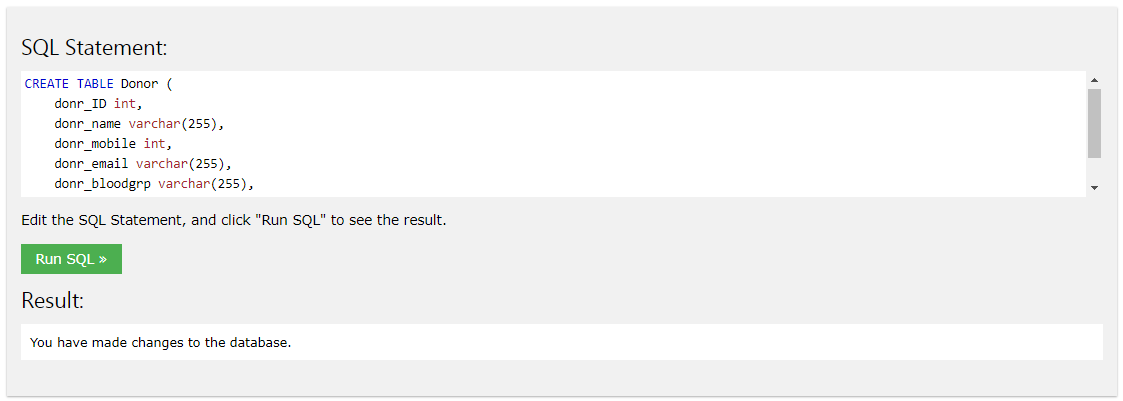 SQL Statement:
CREATE TABLE Donor (
donr_ID int,
donr_name varchar(255),
donr_mobile int,
donr_email varchar(255),
donr_bloodgrp varchar(255),
Edit the SQL Statement, and click "Run SQL" to see the result.
Run SQL »
Result:
You have made changes to the database.